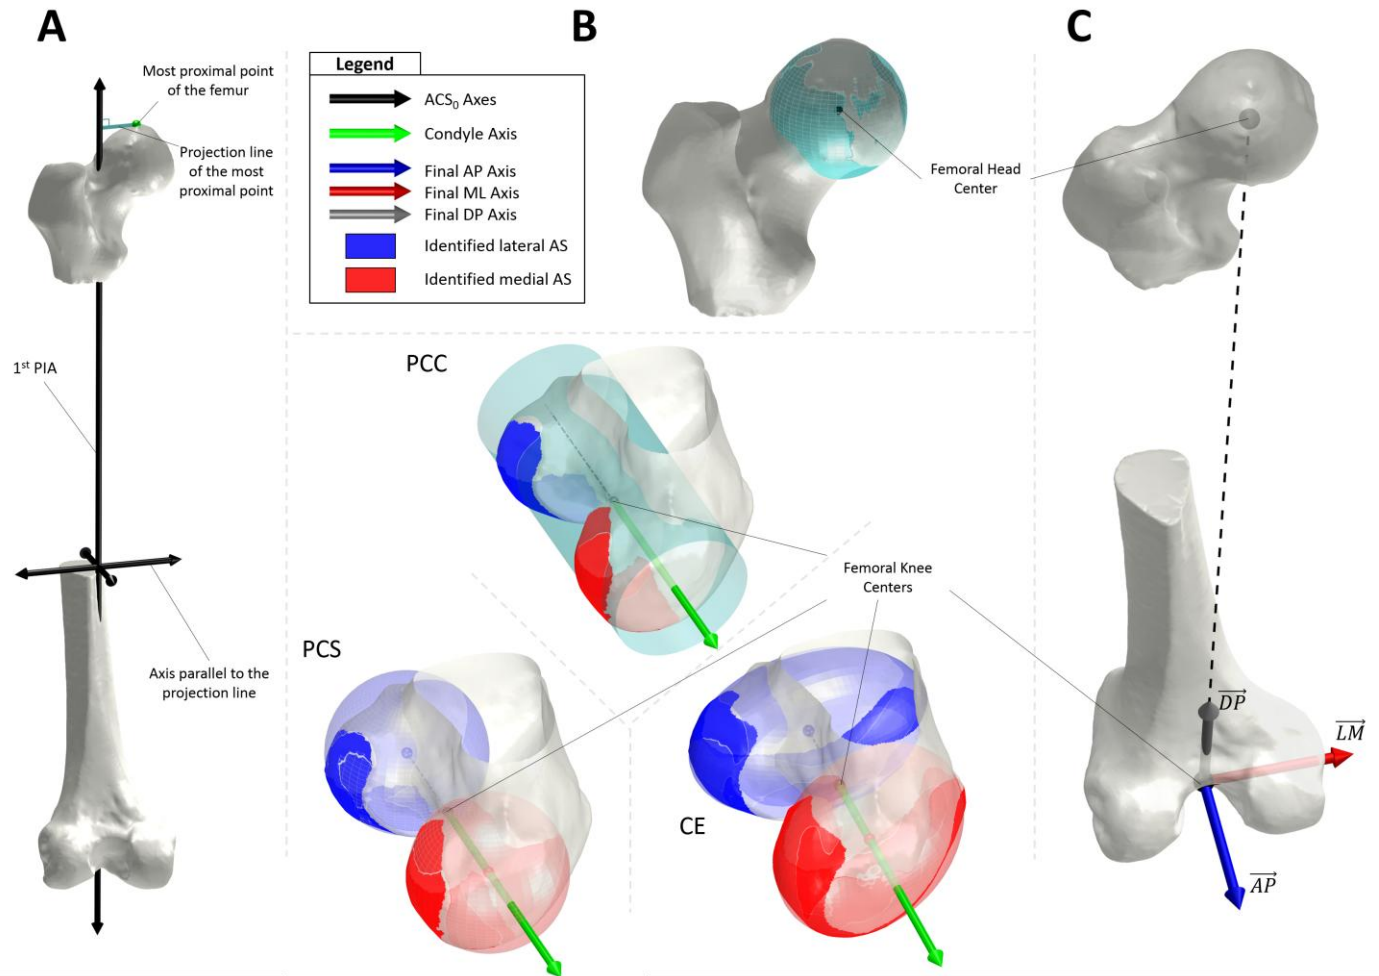 A
Most proximal point
of the femur
Projection line
of the most
proximal point
1st PIA
Axis parallel to the
projection line
Legend
ACS₀ Axes
Condyle Axis
Final AP Axis
Final ML Axis
Final DP Axis
Identified lateral AS
Identified medial AS
B
Femoral Head
Center
PCC
Femoral Knee
Centers
PCS
CE
C
DP
LM
AP